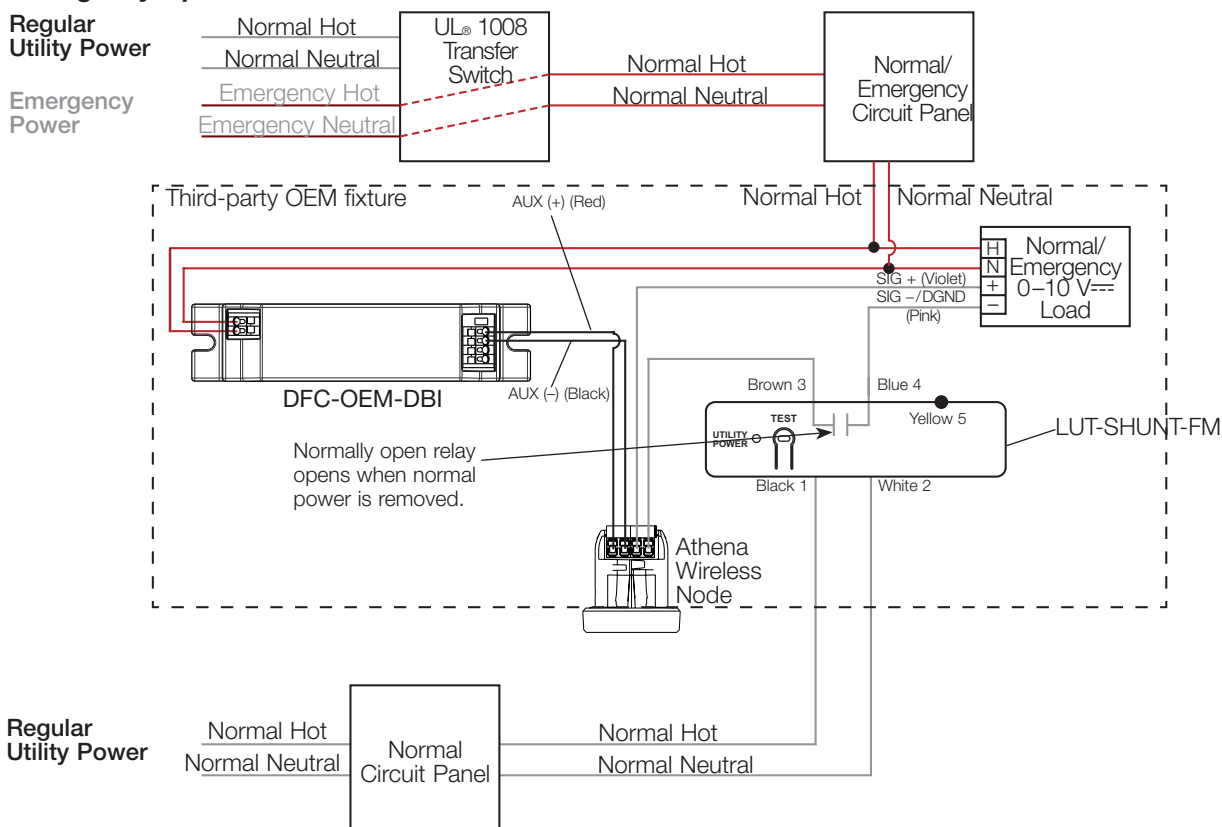 Regular
Utility Power
Normal Hot
Normal Neutral
Emergency
Power
Emergency Hot
Emergency Neutral
UL® 1008
Transfer
Switch
Normal Hot
Normal Neutral
Normal/
Emergency
Circuit Panel
Third-party OEM fixture
AUX (+) (Red)
Normal Hot
Normal Neutral
H
N
+
–
Normal/
Emergency
0–10 V⎓
Load
SIG + (Violet)
SIG –/DGND
(Pink)
DFC-OEM-DBI
AUX (–) (Black)
Brown 3
Blue 4
Yellow 5
TEST
UTILITY
POWER
LUT-SHUNT-FM
Normally open relay
opens when normal
power is removed.
Black 1
White 2
Athena
Wireless
Node
Regular
Utility Power
Normal Hot
Normal Neutral
Normal
Circuit Panel
Normal Hot
Normal Neutral